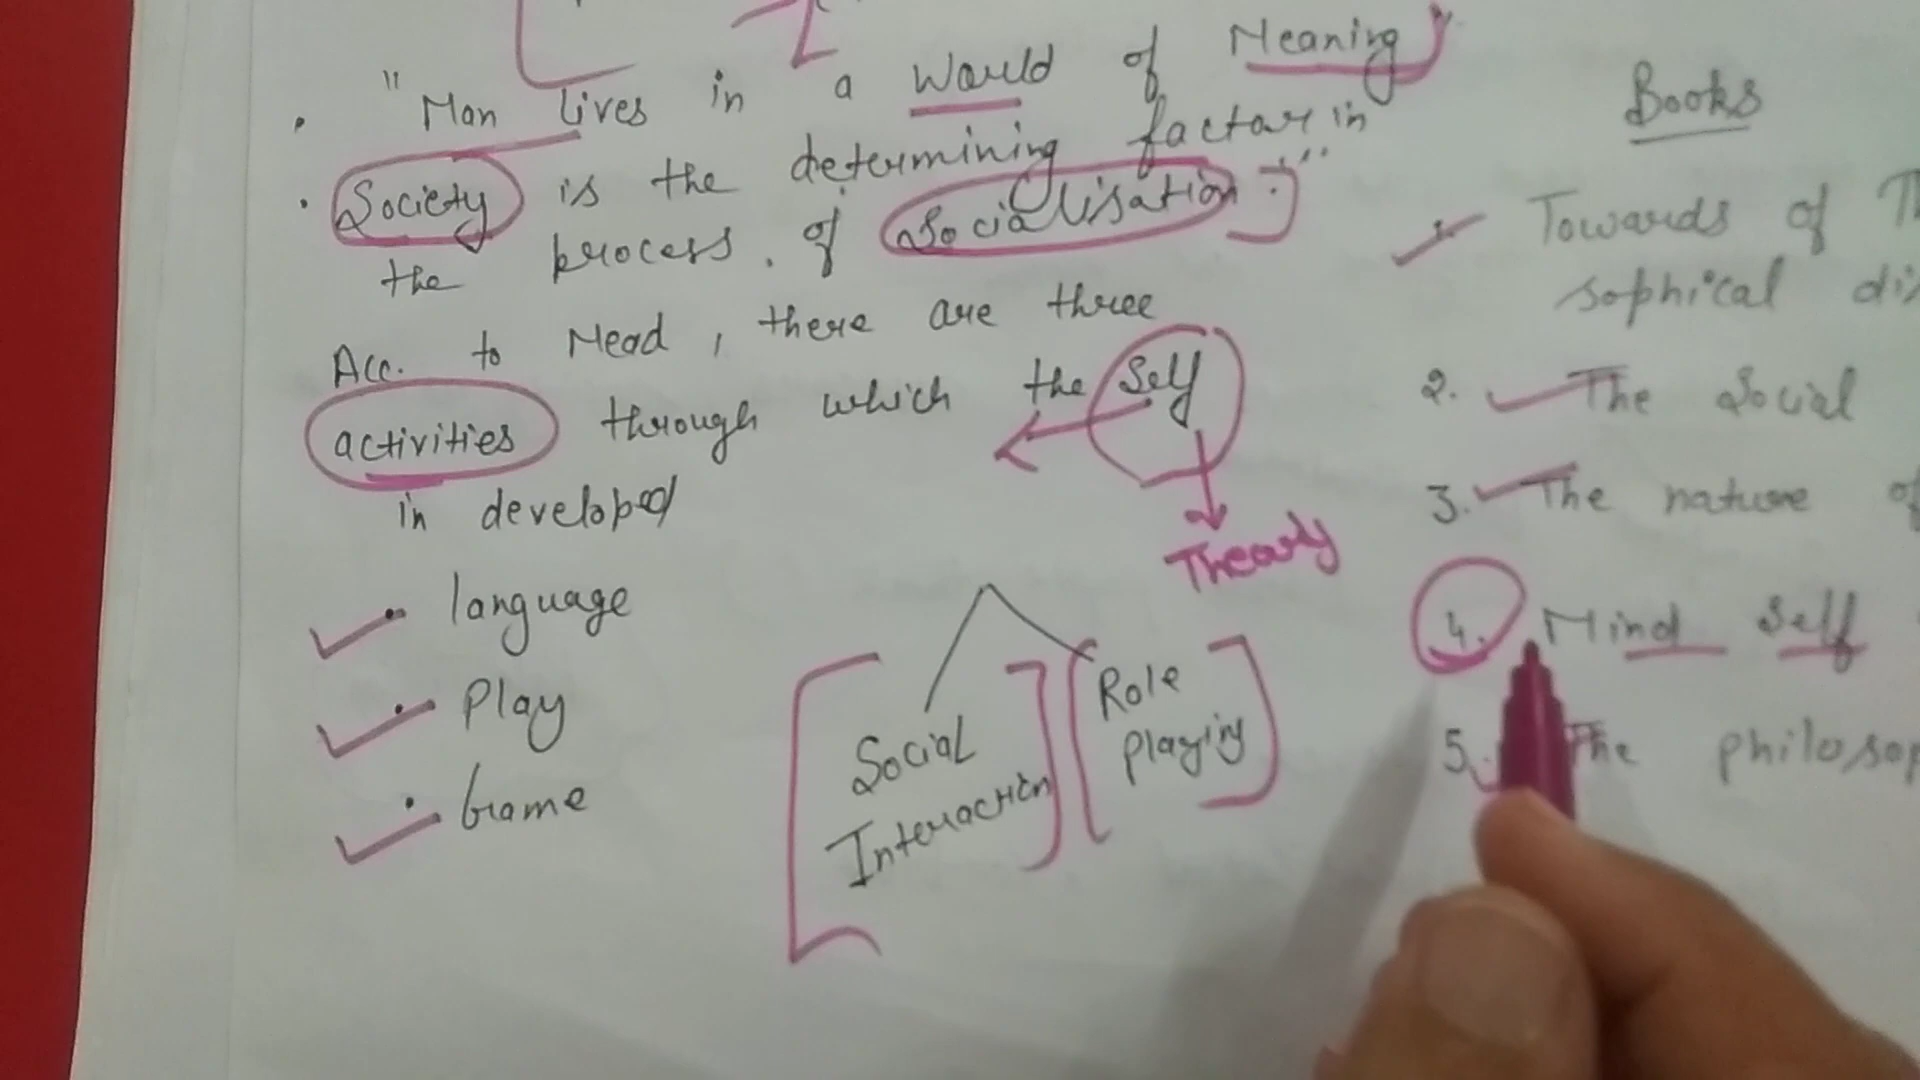 • "Man lives in a World of Meaning
• Society is the determining factor in
the process. of Socialisation."
Acc. to Mead, there are three
activities through which the Self
in developed
Theory
• language
• Play
• Game
Social
Interaction
Role
Playing
Books
1. Towards of
sophical
2. The Social
3. The nature of
4. Mind Self
5. The